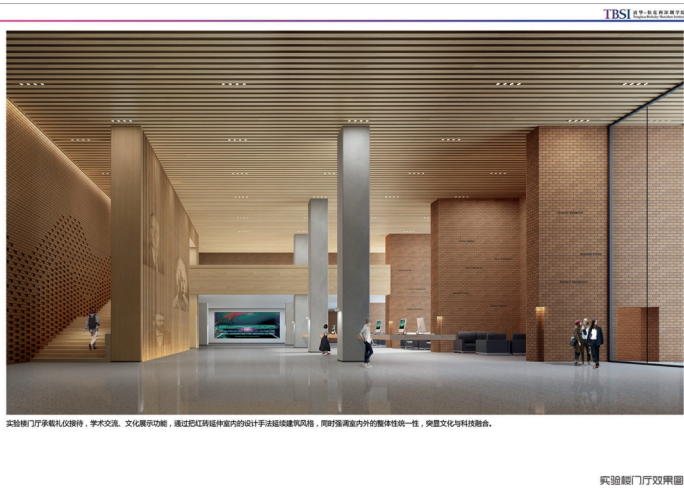 TBSI 清华-伯克利深圳学院
Tsinghua-Berkeley Shenzhen Institute
实验楼门厅承载礼仪接待，学术交流、文化展示功能，通过把红砖延伸室内的设计手法延续建筑风格，同时强调室内外的整体性统一性，突显文化与科技融合。
实验楼门厅效果图